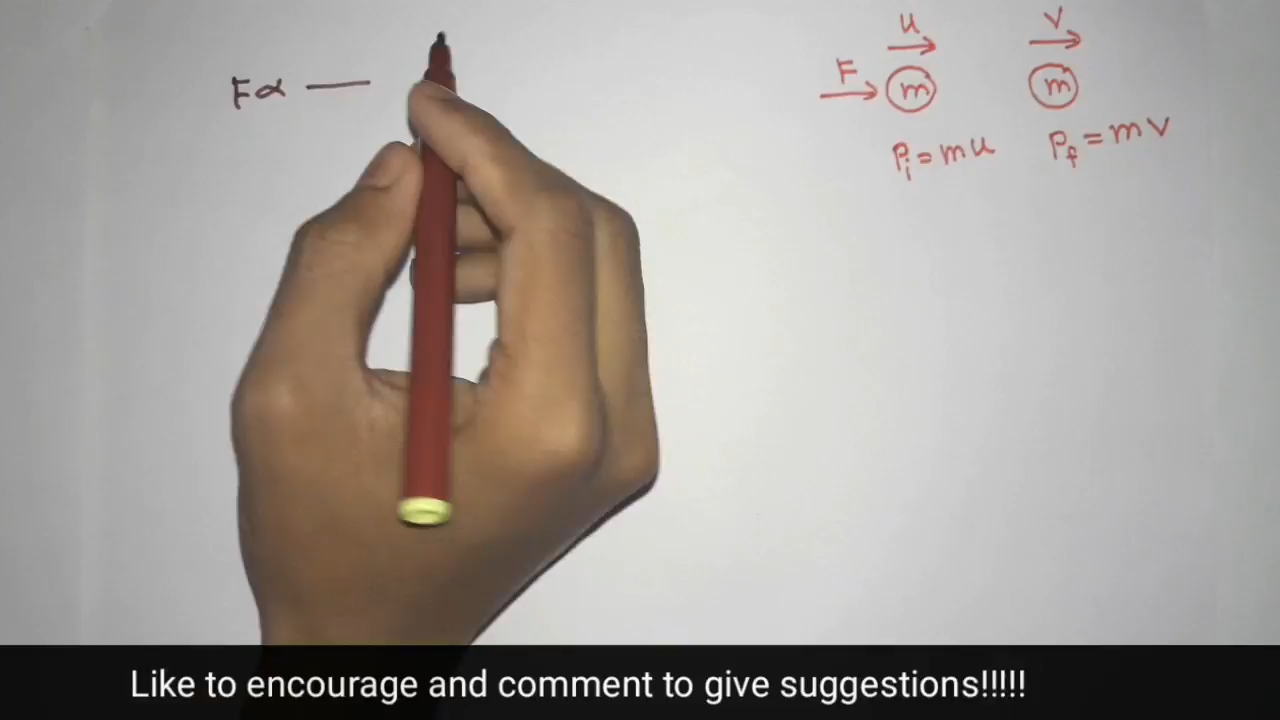 F ∝ —
u
v
F
m
m
Pi = mu
Pf = mv
Like to encourage and comment to give suggestions!!!!!